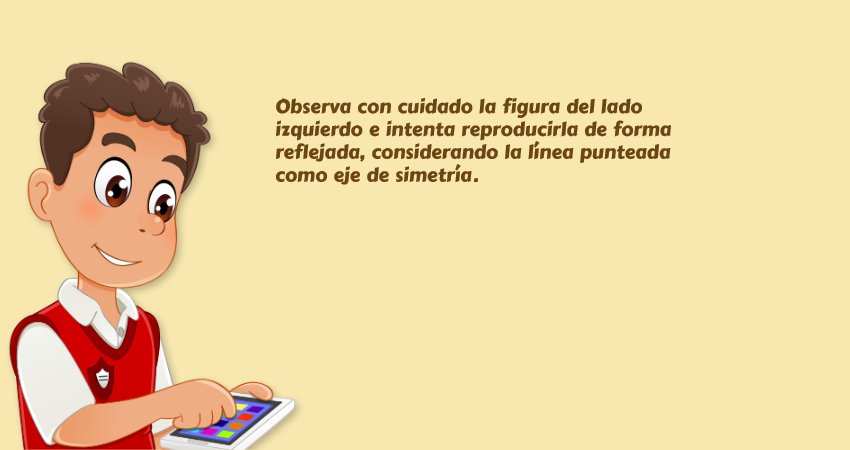 Observa con cuidado la figura del lado
izquierdo e intenta reproducirla de forma
reflejada, considerando la línea punteada
como eje de simetría.